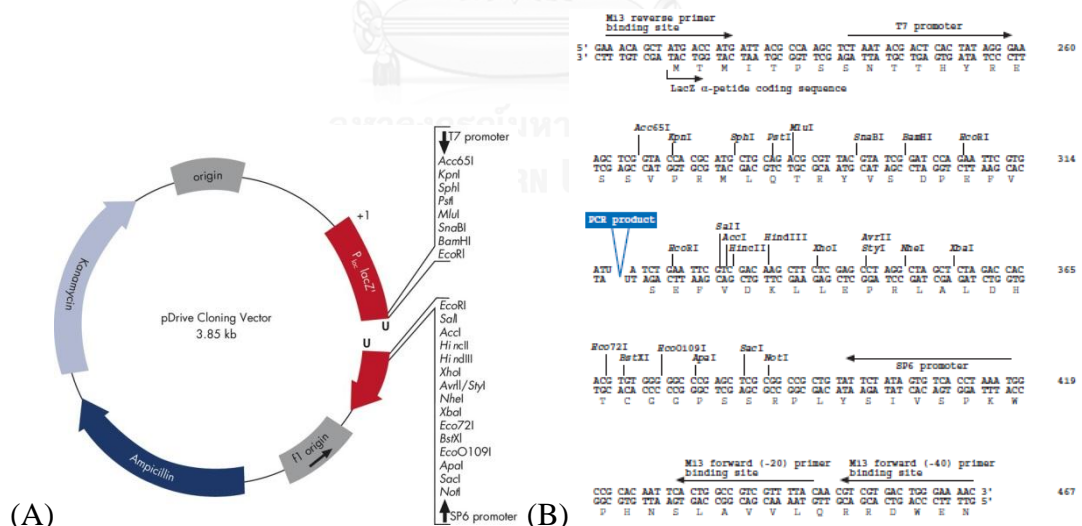 T7 promoter
Acc65I
KpnI
SphI
PstI
MluI
SnaBI
BamHI
EcoRI
origin
+1
Plac lacZ'
Kanamycin
pDrive Cloning Vector
3.85 kb
U
U
EcoRI
SalI
AccI
HincII
HindIII
XhoI
AvrII/StyI
NheI
XbaI
Eco72I
BstXI
EcoO109I
ApaI
SacI
NotI
SP6 promoter
Ampicillin
f1 origin
(A)
M13 reverse primer
binding site
T7 promoter
5' GAA ACA GCT ATG ACC ATG ATT ACG CCA AGC TCT AAT ACG ACT CAC TAT AGG GAA 260
3' CTT TGT CGA TAC TGG TAC TAA TGC GGT TCG AGA TTA TGC TGA GTG ATA TCC CTT
M T M I T P S S N T T H Y R E
LacZ α-petide coding sequence
Acc65I KpnI SphI PstI MluI SnaBI BamHI EcoRI
AGC TCG GTA CCA CGC ATG CTG CAG ACG CGT TAC GTA TCG GAT CCA GAA TTC GTG 314
TCG AGC CAT GGT GCG TAC GAC GTC TGC GCA ATG CAT AGC CTA GGT CTT AAG CAC
S S V P R M L Q T R Y V S D P E F V
PCR product
EcoRI SalI AccI HincII HindIII XhoI AvrII StyI NheI XbaI
ATU A TCT GAA TTC GTC GAC AAG CTT CTC GAG CCT AGG CTA GCT CTA GAC CAC 365
TA UT AGA CTT AAG CAG CTG TTC GAA GAG CTC GGA TCC GAT CGA GAT CTG GTG
S E F V D K L L E P R L A L D H
Eco72I BstXI EcoO109I ApaI SacI NotI
SP6 promoter
ACG TGT GGG GGC CCG AGC TCG CGG CCG CTG TAT TCT ATA GTG TCA CCT AAA TGG 419
TGC ACA CCC CCG GGC TCG AGC GCC GGC GAC ATA AGA TAT CAC AGT GGA TTT ACC
T C G G P S S R P L Y S I V S P K W
M13 forward (-20) primer
binding site
M13 forward (-40) primer
binding site
CCG CAC AAT TCA CTG GCC GTC GTT TTA CAA CGT CGT GAC TGG GAA AAC 3' 467
GGC GTG TTA AGT GAC CGG CAG CAA AAT GTT GCA GCA CTG ACC CTT TTG 5'
P H N S L A V V L Q R R D W E N
(B)